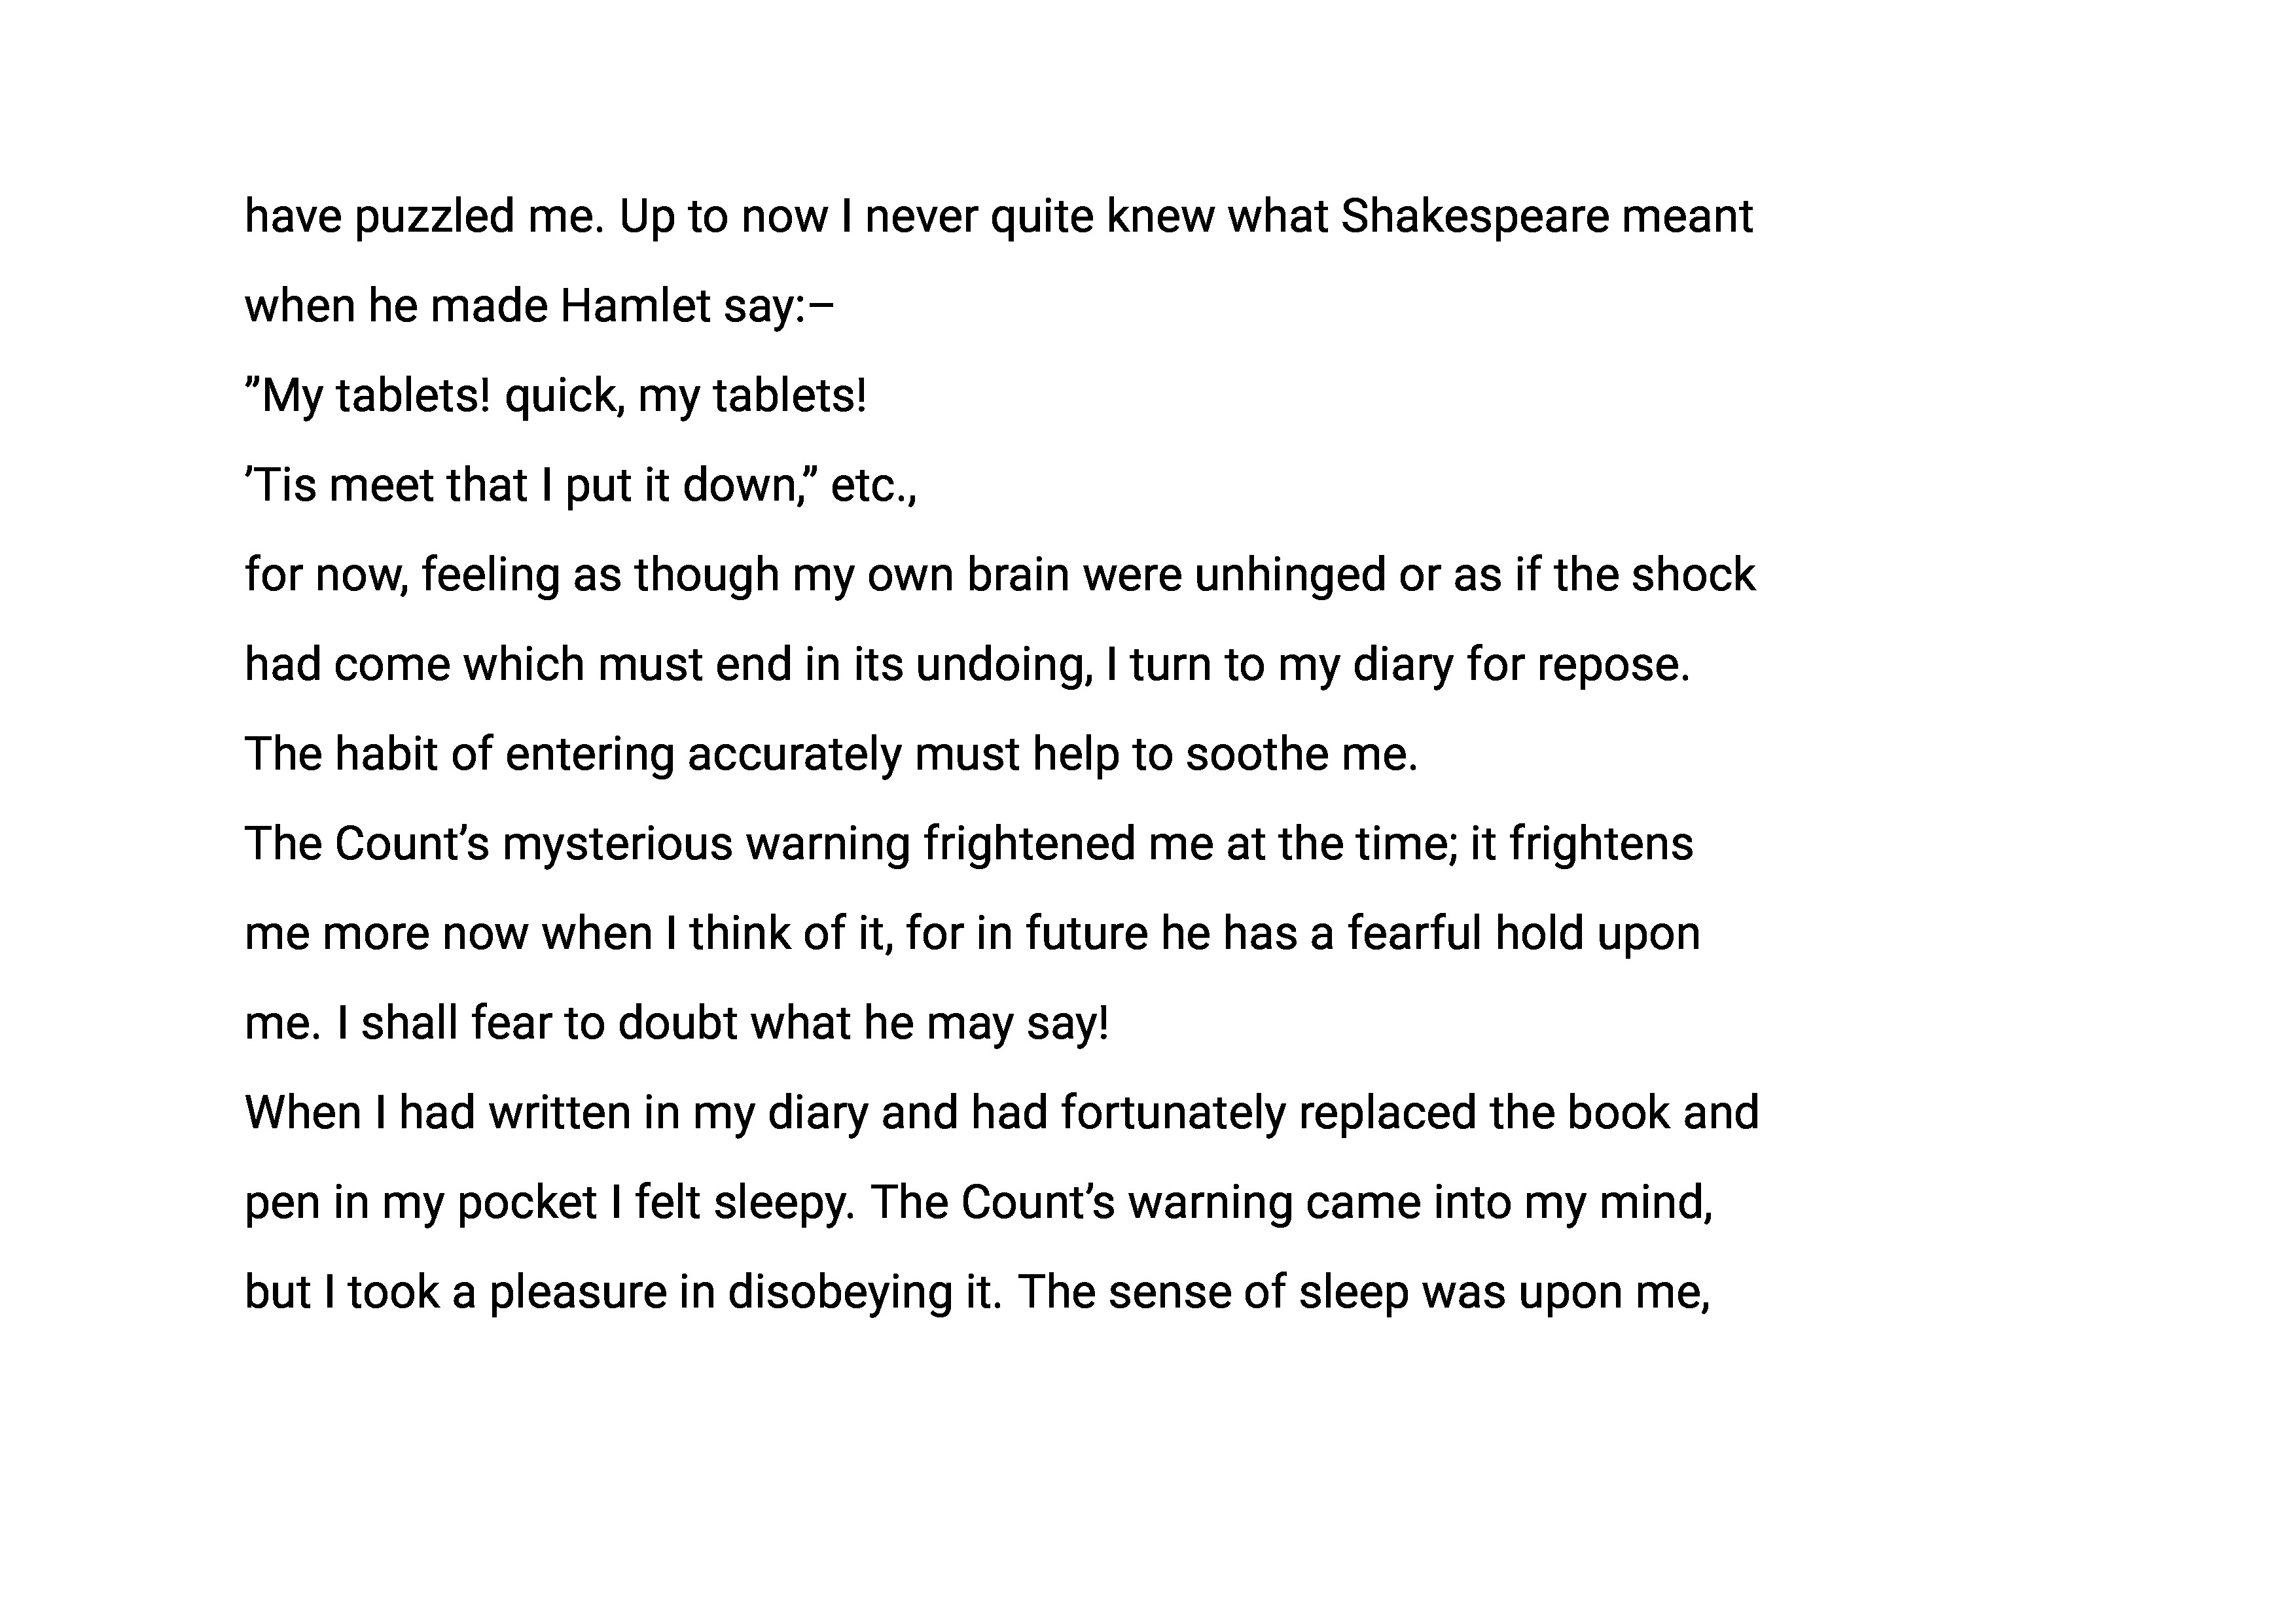 have puzzled me. Up to now I never quite knew what Shakespeare meant
when he made Hamlet say:–
”My tablets! quick, my tablets!
’Tis meet that I put it down,” etc.,
for now, feeling as though my own brain were unhinged or as if the shock
had come which must end in its undoing, I turn to my diary for repose.
The habit of entering accurately must help to soothe me.
The Count’s mysterious warning frightened me at the time; it frightens
me more now when I think of it, for in future he has a fearful hold upon
me. I shall fear to doubt what he may say!
When I had written in my diary and had fortunately replaced the book and
pen in my pocket I felt sleepy. The Count’s warning came into my mind,
but I took a pleasure in disobeying it. The sense of sleep was upon me,